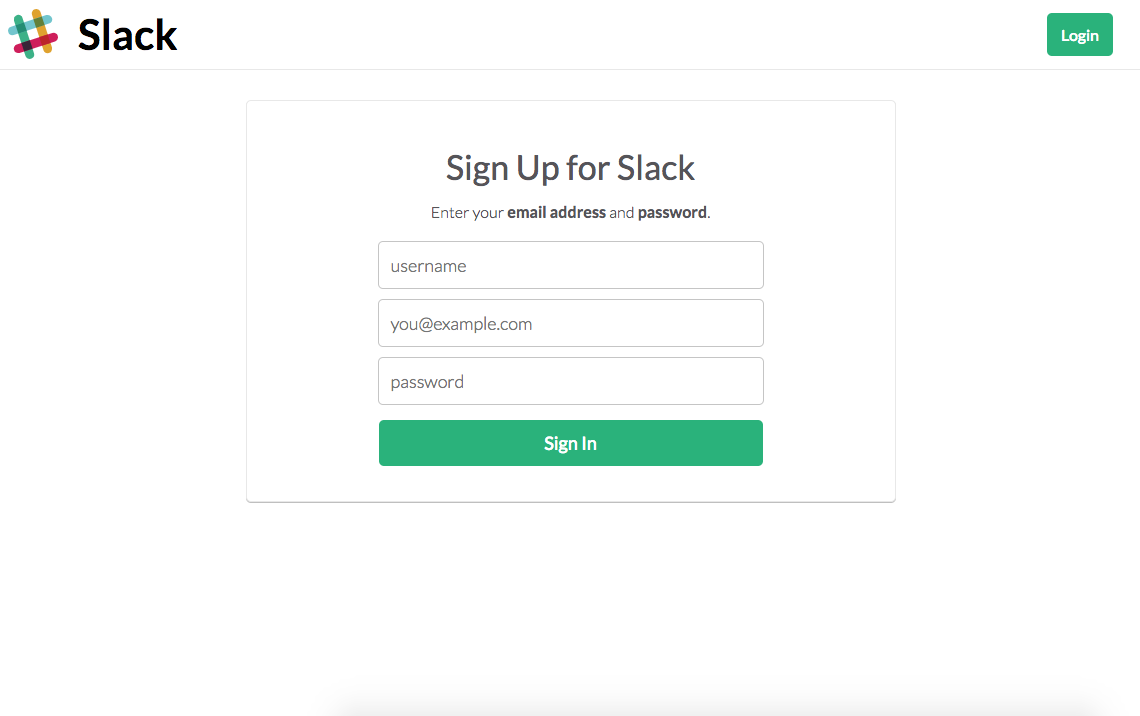 Slack
Login
Sign Up for Slack
Enter your email address and password.
username
you@example.com
password
Sign In